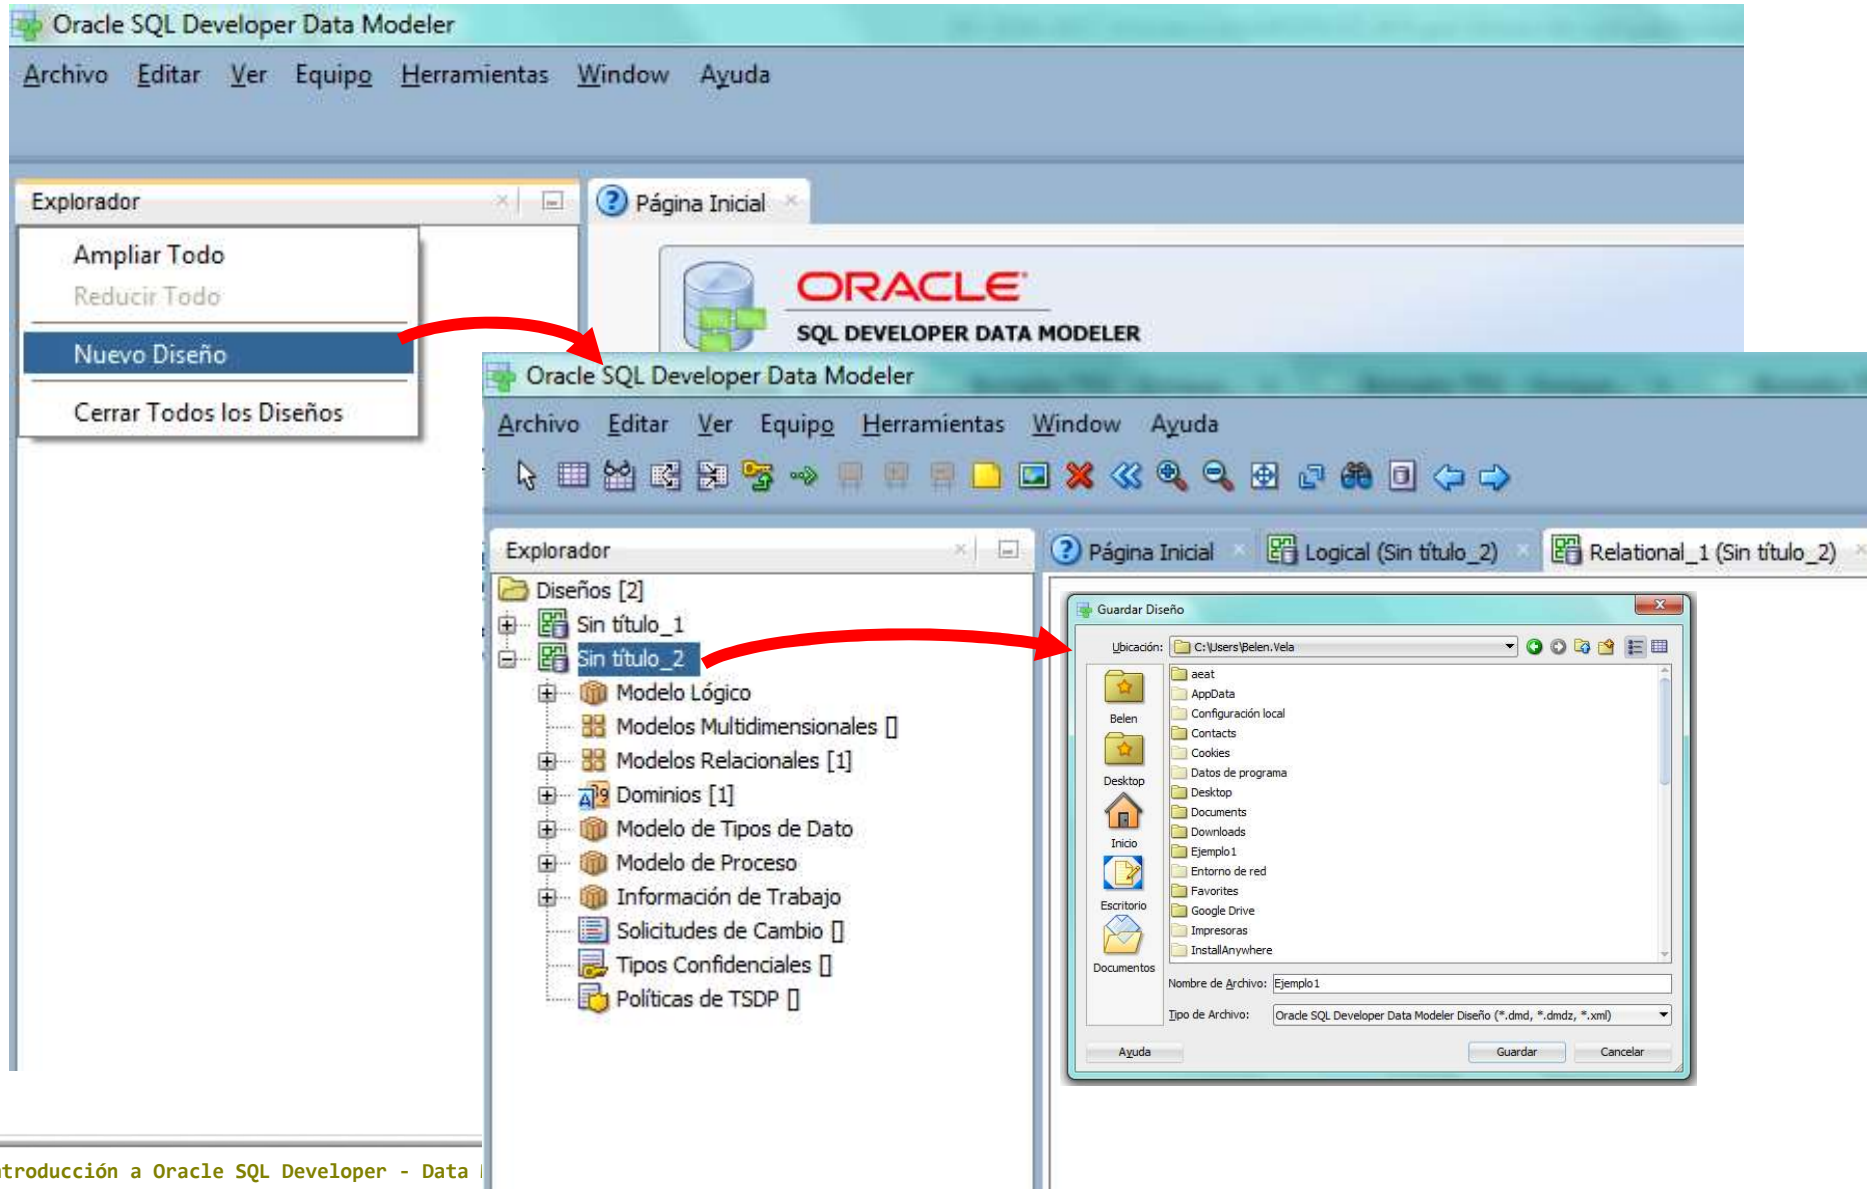 Oracle SQL Developer Data Modeler
Archivo Editar Ver Equipo Herramientas Window Ayuda
Explorador
Página Inicial
Ampliar Todo
Reducir Todo
Nuevo Diseño
Cerrar Todos los Diseños
ORACLE
SQL DEVELOPER DATA MODELER
Oracle SQL Developer Data Modeler
Archivo Editar Ver Equipo Herramientas Window Ayuda
Explorador
Página Inicial
Logical (Sin título_2)
Relational_1 (Sin título_2)
Diseños [2]
Sin título_1
Sin título_2
Modelo Lógico
Modelos Multidimensionales []
Modelos Relacionales [1]
Dominios [1]
Modelo de Tipos de Dato
Modelo de Proceso
Información de Trabajo
Solicitudes de Cambio []
Tipos Confidenciales []
Políticas de TSDP []
Guardar Diseño
Ubicación: C:\Users\Belen.Vela
Belen
Desktop
Inicio
Escritorio
Documentos
aeat
AppData
Configuración local
Contacts
Cookies
Datos de programa
Desktop
Documents
Downloads
Ejemplo1
Entorno de red
Favorites
Google Drive
Impresoras
InstallAnywhere
Nombre de Archivo: Ejemplo1
Tipo de Archivo: Oracle SQL Developer Data Modeler Diseño (*.dmd, *.dmdz, *.xml)
Ayuda Guardar Cancelar
ntroducción a Oracle SQL Developer - Data